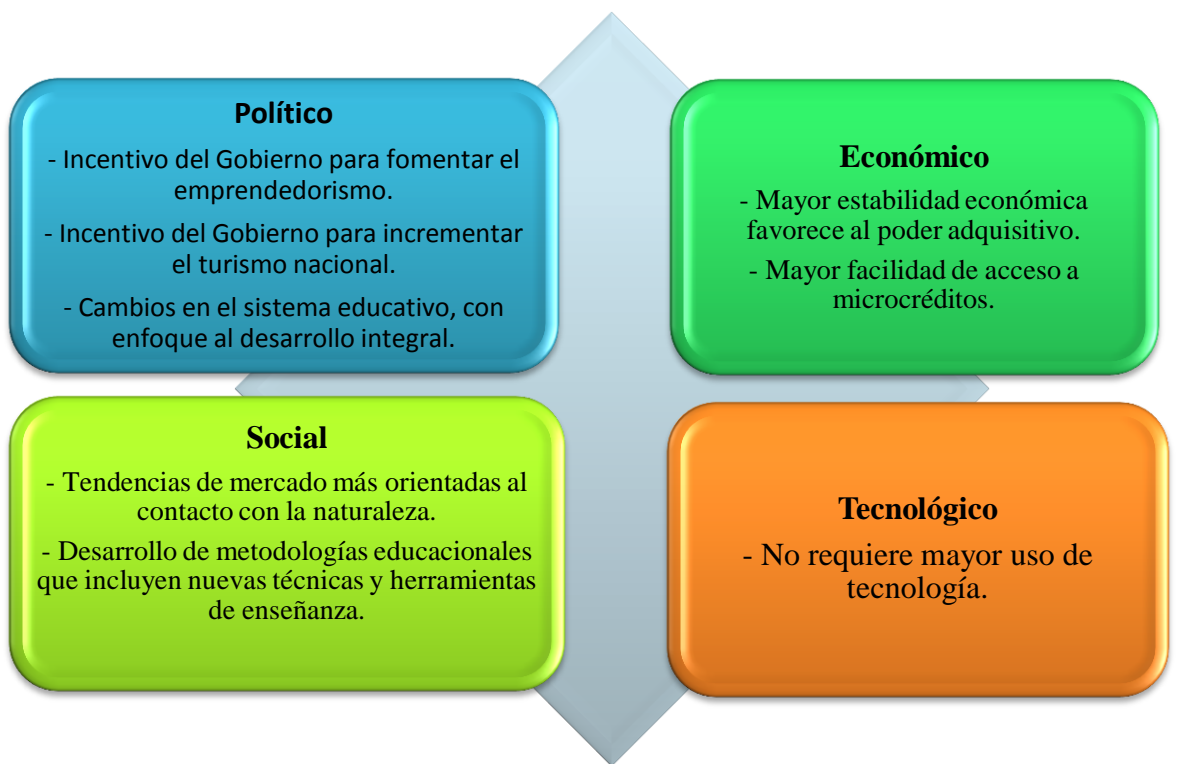 Político
- Incentivo del Gobierno para fomentar el
emprendedorismo.
- Incentivo del Gobierno para incrementar
el turismo nacional.
- Cambios en el sistema educativo, con
enfoque al desarrollo integral.
Económico
- Mayor estabilidad económica
favorece al poder adquisitivo.
- Mayor facilidad de acceso a
microcréditos.
Social
- Tendencias de mercado más orientadas al
contacto con la naturaleza.
- Desarrollo de metodologías educacionales
que incluyen nuevas técnicas y herramientas
de enseñanza.
Tecnológico
- No requiere mayor uso de
tecnología.